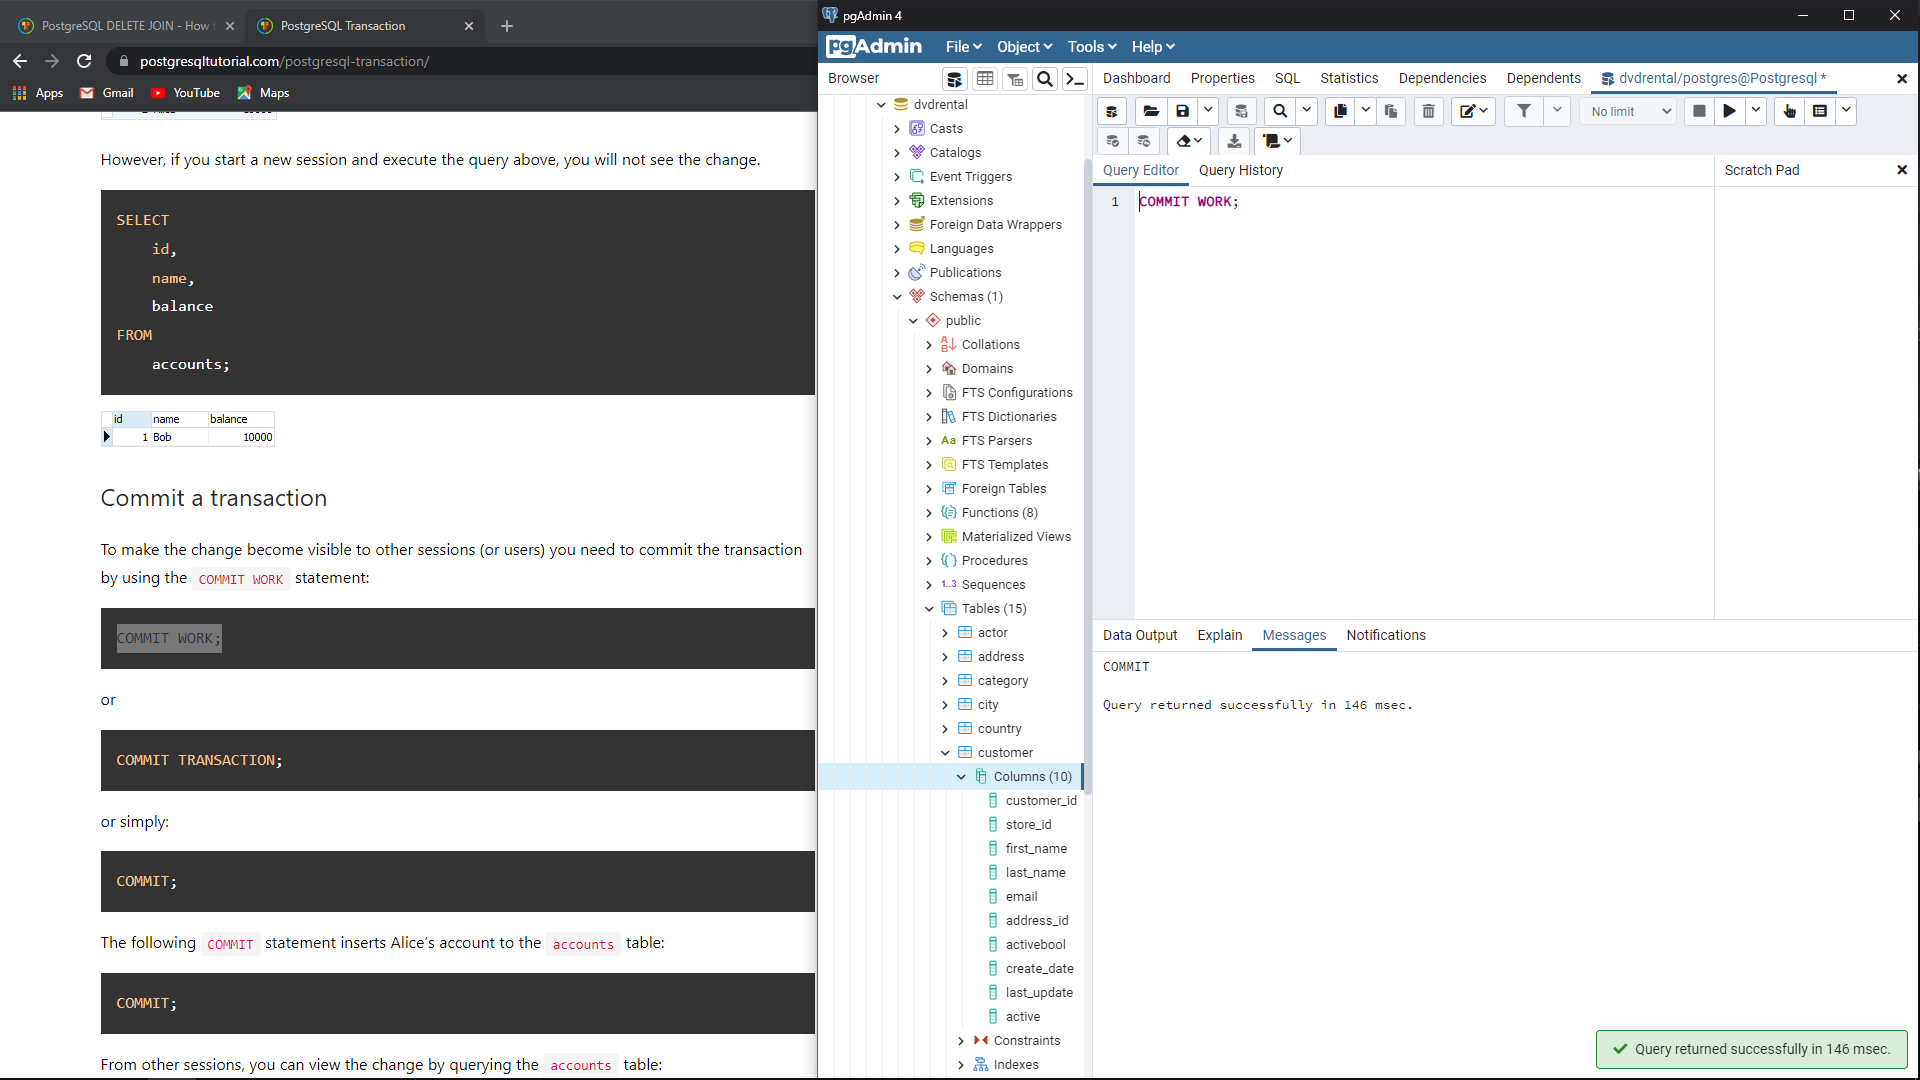 PostgreSQL DELETE JOIN - How
PostgreSQL Transaction
postgresqltutorial.com/postgresql-transaction/
Apps
Gmail
YouTube
Maps
However, if you start a new session and execute the query above, you will not see the change.
SELECT
id,
name,
balance
FROM
accounts;
id name balance
1 Bob 10000
Commit a transaction
To make the change become visible to other sessions (or users) you need to commit the transaction
by using the COMMIT WORK statement:
COMMIT WORK;
or
COMMIT TRANSACTION;
or simply:
COMMIT;
The following COMMIT statement inserts Alice’s account to the accounts table:
COMMIT;
From other sessions, you can view the change by querying the accounts table:
pgAdmin 4
pgAdmin
File
Object
Tools
Help
Browser
dvdrental
Casts
Catalogs
Event Triggers
Extensions
Foreign Data Wrappers
Languages
Publications
Schemas (1)
public
Collations
Domains
FTS Configurations
FTS Dictionaries
Aa FTS Parsers
FTS Templates
Foreign Tables
Functions (8)
Materialized Views
Procedures
1..3 Sequences
Tables (15)
actor
address
category
city
country
customer
Columns (10)
customer_id
store_id
first_name
last_name
email
address_id
activebool
create_date
last_update
active
Constraints
Indexes
Dashboard
Properties
SQL
Statistics
Dependencies
Dependents
dvdrental/postgres@Postgresql *
No limit
Query Editor
Query History
Scratch Pad
1 COMMIT WORK;
Data Output
Explain
Messages
Notifications
COMMIT
Query returned successfully in 146 msec.
Query returned successfully in 146 msec.